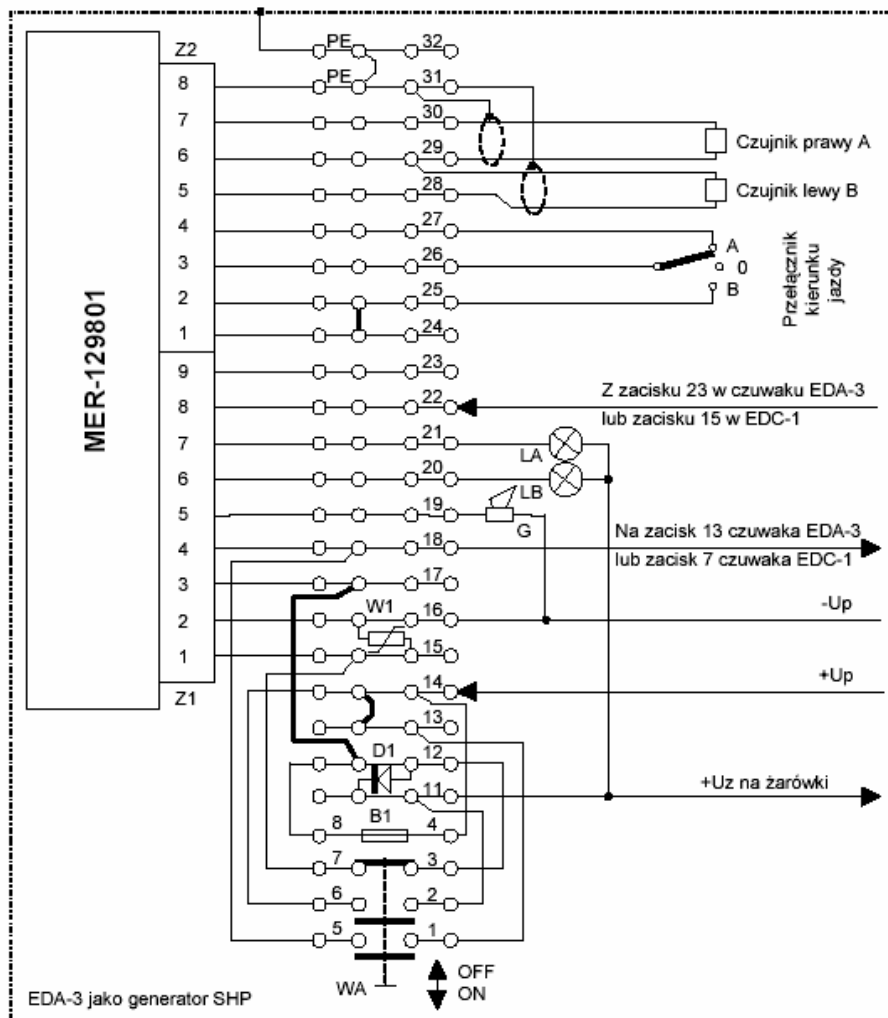 Z2 PE 32
8 PE 31
7 30
Czujnik prawy A
6 29
5 28 Czujnik lewy B
4 27
A
3 26 0
B
2 25
Przełącznik
kierunku
jazdy
1 24
MER-129801
9 23
Z zacisku 23 w czuwaku EDA-3
8 22
lub zacisku 15 w EDC-1
7 21
LA
6 20
LB
5 19
G
Na zacisk 13 czuwaka EDA-3
4 18
lub zacisk 7 czuwaka EDC-1
3 17
W1
2 16 -Up
1 15
+Up
Z1 14
13
D1 12
11 +Uz na żarówki
B1
8 4
7 3
6 2
5 1
OFF
WA ON
EDA-3 jako generator SHP